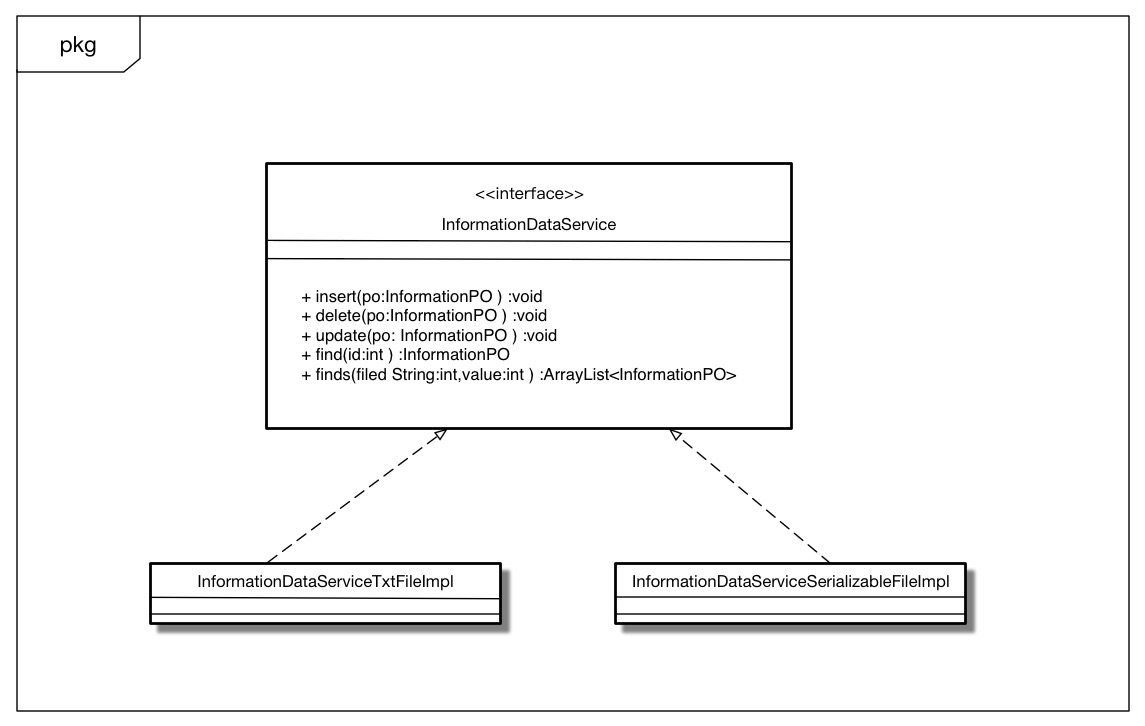 pkg
<<interface>>
InformationDataService
+ insert(po:InformationPO ) :void
+ delete(po:InformationPO ) :void
+ update(po: InformationPO ) :void
+ find(id:int ) :InformationPO
+ finds(filed String:int,value:int ) :ArrayList<InformationPO>
InformationDataServiceTxtFileImpl
InformationDataServiceSerializableFileImpl